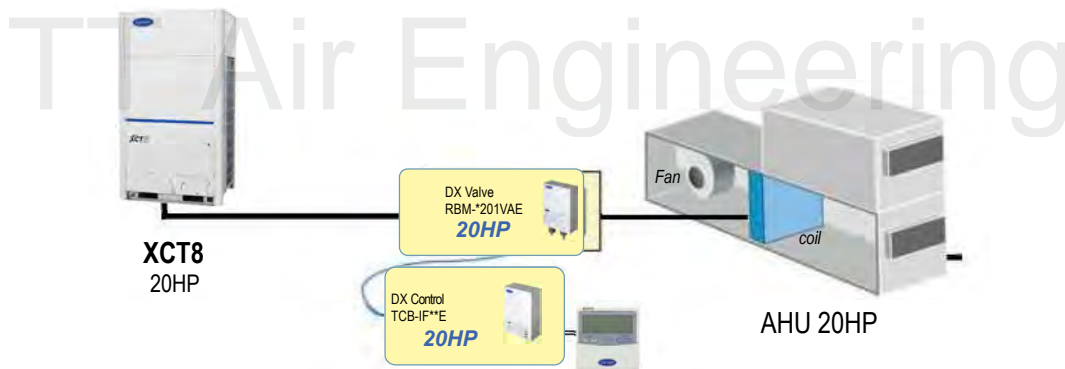 TT Air Engineering
XCT8
Fan
coil
DX Valve
RBM-*201VAE
20HP
XCT8
20HP
DX Control
TCB-IF**E
20HP
AHU 20HP